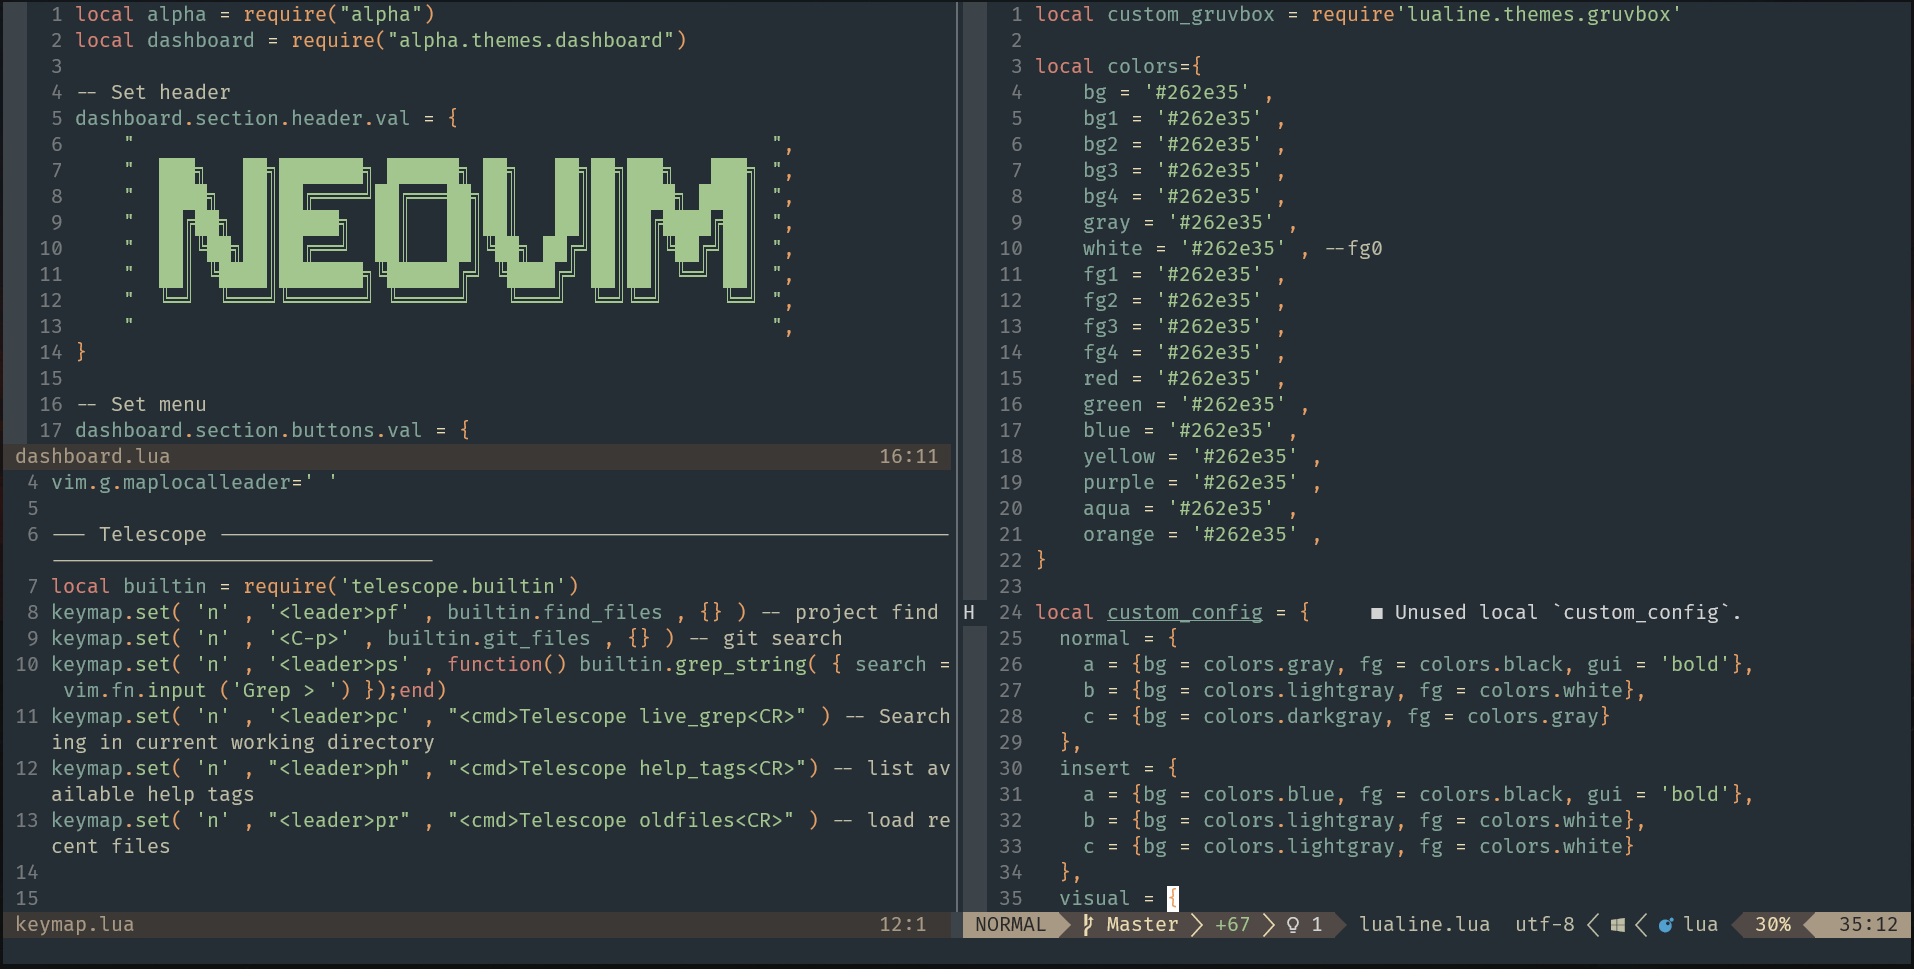 1 local alpha = require("alpha")
2 local dashboard = require("alpha.themes.dashboard")
3
4 -- Set header
5 dashboard.section.header.val = {
6     "                                                     ",
7     "  ███╗   ██╗███████╗ ██████╗ ██╗   ██╗██╗███╗   ███╗ ",
8     "  ████╗  ██║██╔════╝██╔═══██╗██║   ██║██║████╗ ████║ ",
9     "  ██╔██╗ ██║█████╗  ██║   ██║██║   ██║██║██╔████╔██║ ",
10     "  ██║╚██╗██║██╔══╝  ██║   ██║╚██╗ ██╔╝██║██║╚██╔╝██║ ",
11     "  ██║ ╚████║███████╗╚██████╔╝ ╚████╔╝ ██║██║ ╚═╝ ██║ ",
12     "  ╚═╝  ╚═══╝╚══════╝ ╚═════╝   ╚═══╝  ╚═╝╚═╝     ╚═╝ ",
13     "                                                     ",
14 }
15
16 -- Set menu
17 dashboard.section.buttons.val = {
dashboard.lua 16:11
4 vim.g.maplocalleader=' '
5
6 --- Telescope ---
7 local builtin = require('telescope.builtin')
8 keymap.set( 'n' , '<leader>pf' , builtin.find_files , {} ) -- project find
9 keymap.set( 'n' , '<C-p>' , builtin.git_files , {} ) -- git search
10 keymap.set( 'n' , '<leader>ps' , function() builtin.grep_string( { search =
vim.fn.input ('Grep > ') });end)
11 keymap.set( 'n' , '<leader>pc' , "<cmd>Telescope live_grep<CR>" ) -- Search
ing in current working directory
12 keymap.set( 'n' , "<leader>ph" , "<cmd>Telescope help_tags<CR>") -- list av
ailable help tags
13 keymap.set( 'n' , "<leader>pr" , "<cmd>Telescope oldfiles<CR>" ) -- load re
cent files
14
15
keymap.lua 12:1
1 local custom_gruvbox = require'lualine.themes.gruvbox'
2
3 local colors={
4     bg = '#262e35' ,
5     bg1 = '#262e35' ,
6     bg2 = '#262e35' ,
7     bg3 = '#262e35' ,
8     bg4 = '#262e35' ,
9     gray = '#262e35' ,
10     white = '#262e35' , --fg0
11     fg1 = '#262e35' ,
12     fg2 = '#262e35' ,
13     fg3 = '#262e35' ,
14     fg4 = '#262e35' ,
15     red = '#262e35' ,
16     green = '#262e35' ,
17     blue = '#262e35' ,
18     yellow = '#262e35' ,
19     purple = '#262e35' ,
20     aqua = '#262e35' ,
21     orange = '#262e35' ,
22 }
23
H 24 local custom_config = {     ■ Unused local `custom_config`.
25   normal = {
26     a = {bg = colors.gray, fg = colors.black, gui = 'bold'},
27     b = {bg = colors.lightgray, fg = colors.white},
28     c = {bg = colors.darkgray, fg = colors.gray}
29   },
30   insert = {
31     a = {bg = colors.blue, fg = colors.black, gui = 'bold'},
32     b = {bg = colors.lightgray, fg = colors.white},
33     c = {bg = colors.lightgray, fg = colors.white}
34   },
35   visual = {
NORMAL Master +67 1 lualine.lua utf-8 lua 30% 35:12